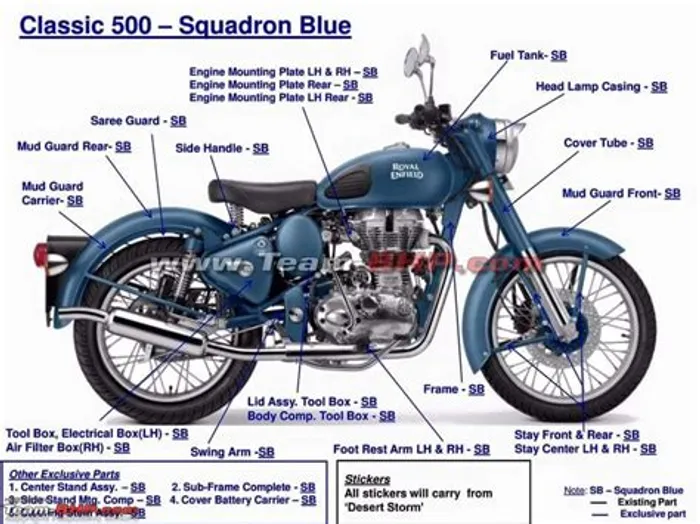 Classic 500 – Squadron Blue
Fuel Tank- SB
Engine Mounting Plate LH & RH – SB
Engine Mounting Plate Rear – SB
Engine Mounting Plate LH Rear - SB
Head Lamp Casing - SB
Saree Guard - SB
Mud Guard Rear- SB
Side Handle - SB
Cover Tube - SB
Mud Guard
Carrier- SB
Mud Guard Front- SB
ROYAL
ENFIELD
www.Team-BHP.com
Frame - SB
Lid Assy. Tool Box - SB
Body Comp. Tool Box - SB
Tool Box, Electrical Box(LH) - SB
Air Filter Box(RH) - SB
Swing Arm - SB
Foot Rest Arm LH & RH - SB
Stay Front & Rear - SB
Stay Center LH & RH - SB
Other Exclusive Parts
1. Center Stand Assy. – SB
2. Sub-Frame Complete - SB
3. Side Stand Mtg. Comp – SB
4. Cover Battery Carrier – SB
Stickers
All stickers will carry from
'Desert Storm'
Note: SB – Squadron Blue
Existing Part
Exclusive part